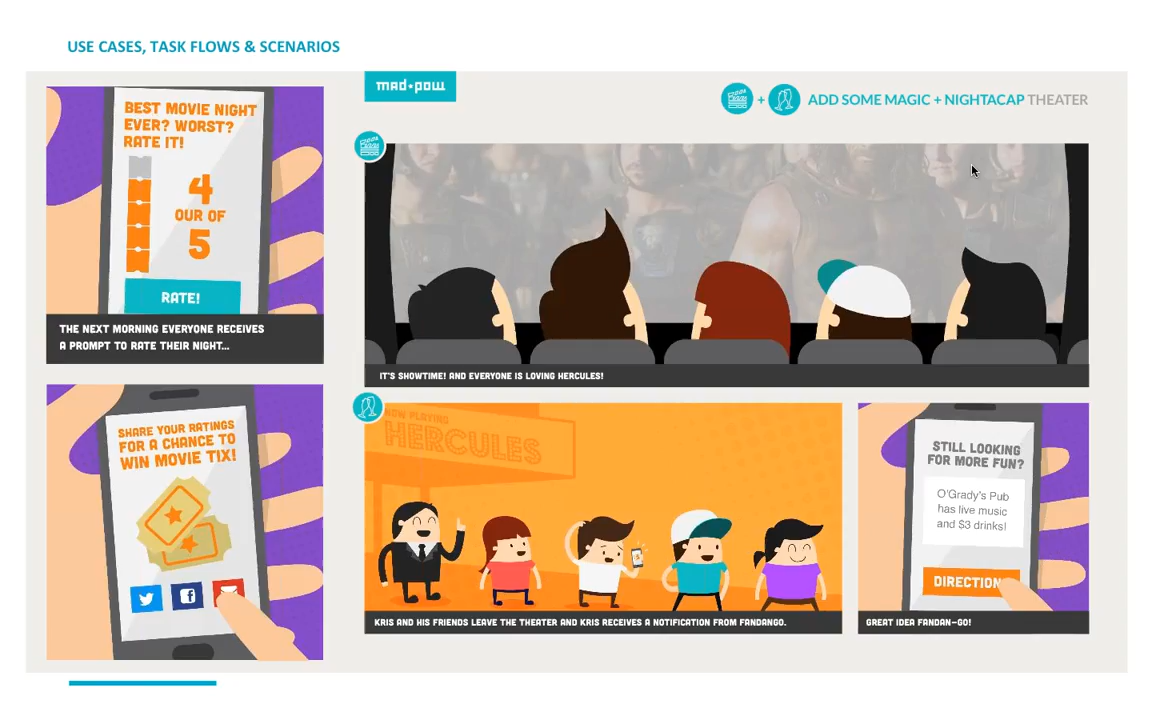 USE CASES, TASK FLOWS & SCENARIOS
BEST MOVIE NIGHT
EVER? WORST?
RATE IT!
4
OUR OF
5
RATE!
THE NEXT MORNING EVERYONE RECEIVES
A PROMPT TO RATE THEIR NIGHT...
SHARE YOUR RATINGS
FOR A CHANCE TO
WIN MOVIE TIX!
mad•pow
+ ADD SOME MAGIC + NIGHTACAP THEATER
IT'S SHOWTIME! AND EVERYONE IS LOVING HERCULES!
NOW PLAYING
HERCULES
KRIS AND HIS FRIENDS LEAVE THE THEATER AND KRIS RECEIVES A NOTIFICATION FROM FANDANGO.
STILL LOOKING
FOR MORE FUN?
O'Grady's Pub
has live music
and $3 drinks!
DIRECTION
GREAT IDEA FANDAN-GO!